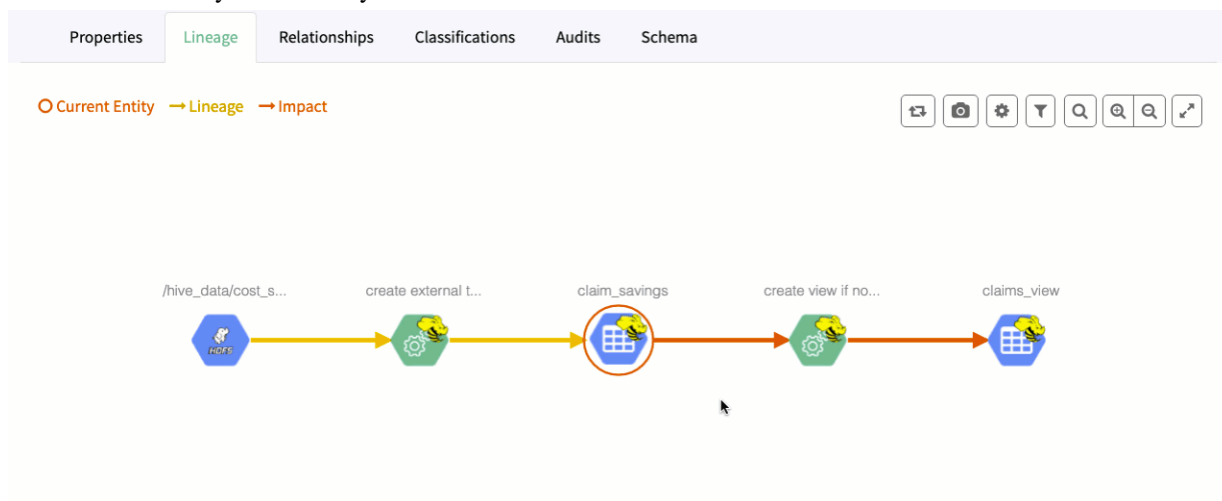 Properties Lineage Relationships Classifications Audits Schema
Current Entity Lineage Impact
/hive_data/cost_s... create external t... claim_savings create view if no... claims_view
HDFS